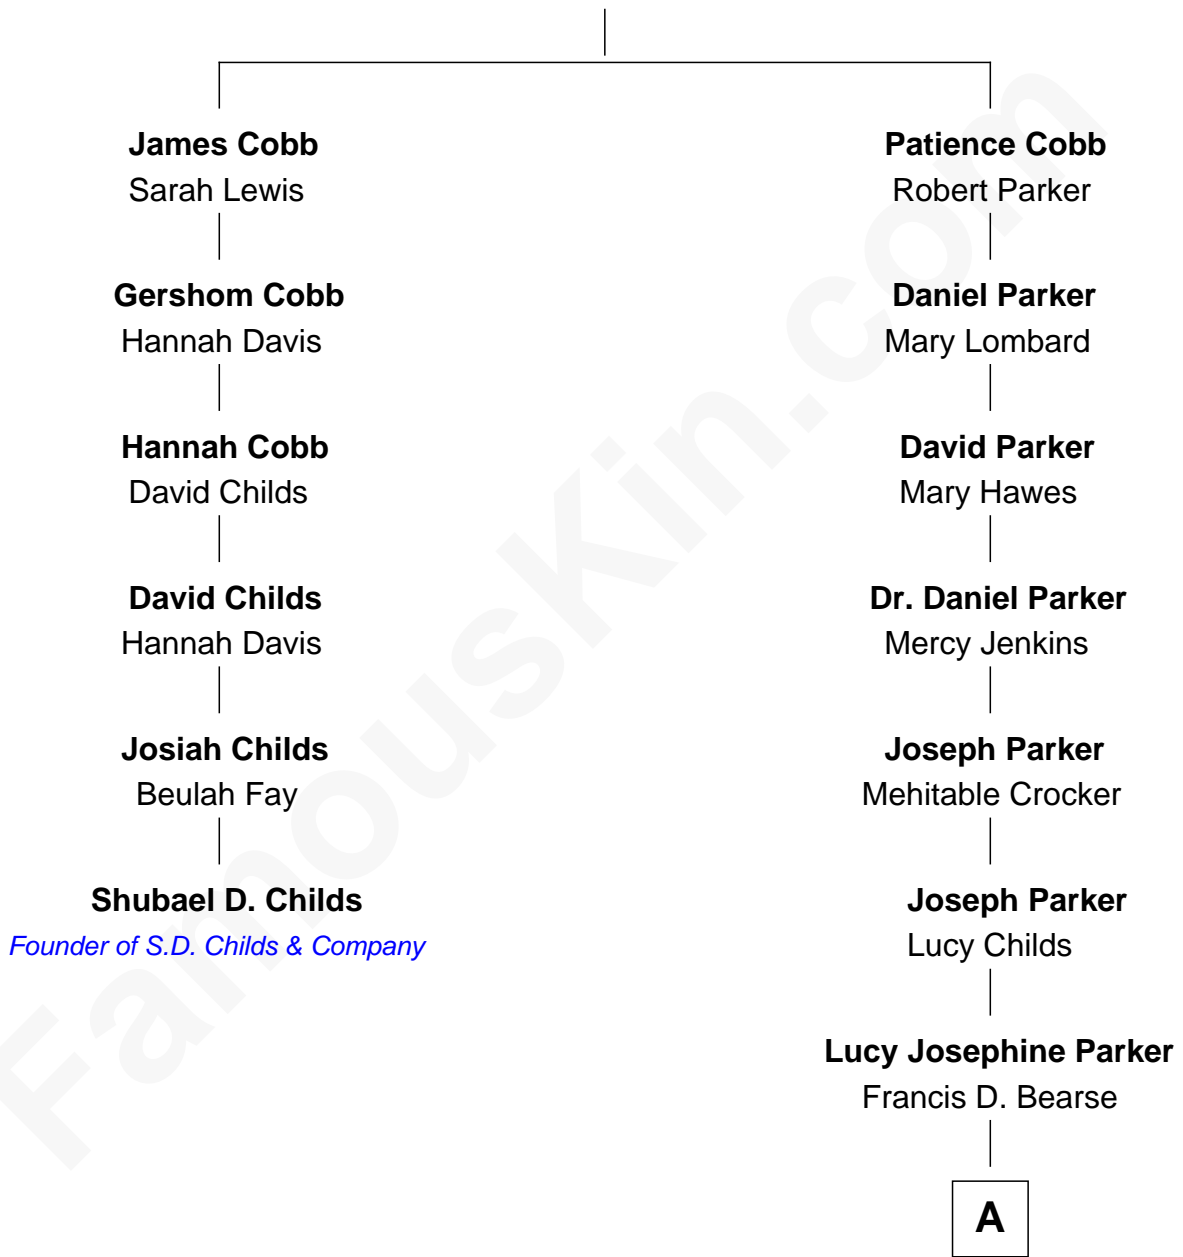 James Cobb
Sarah Lewis
Gershom Cobb
Hannah Davis
Hannah Cobb
David Childs
David Childs
Hannah Davis
Josiah Childs
Beulah Fay
Shubael D. Childs
Founder of S.D. Childs & Company
Patience Cobb
Robert Parker
Daniel Parker
Mary Lombard
David Parker
Mary Hawes
Dr. Daniel Parker
Mercy Jenkins
Joseph Parker
Mehitable Crocker
Joseph Parker
Lucy Childs
Lucy Josephine Parker
Francis D. Bearse
A
FamousKin.com